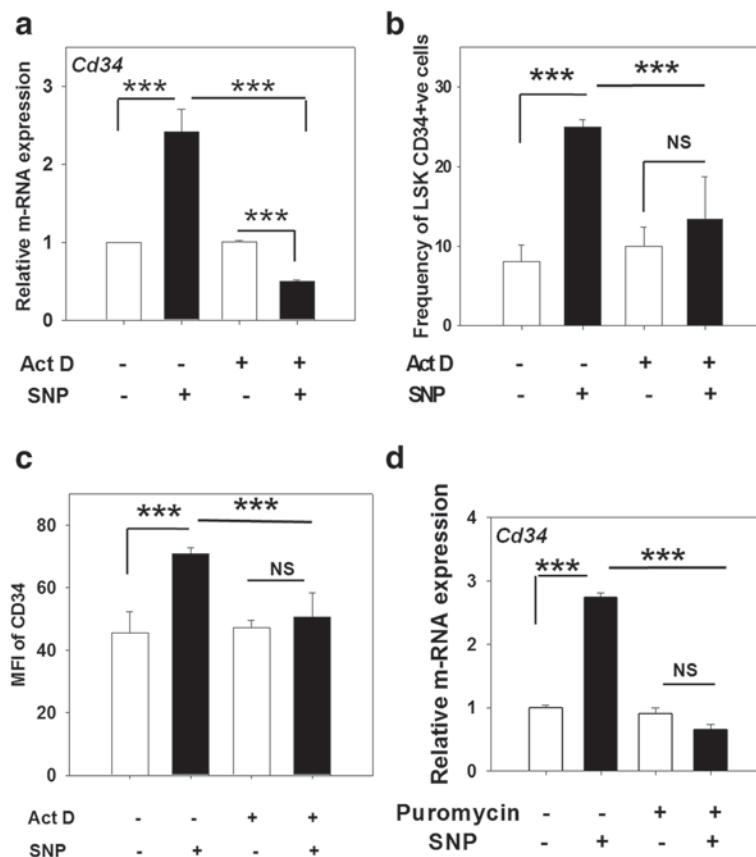 a
Cd34
Relative m-RNA expression
3
2
1
0
***
***
***
Act D - - + +
SNP - + - +
b
Frequency of LSK CD34+ve cells
30
20
10
0
***
***
NS
Act D - - + +
SNP - + - +
c
MFI of CD34
80
60
40
20
0
***
***
NS
Act D - - + +
SNP - + - +
d
Cd34
Relative m-RNA expression
4
3
2
1
0
***
***
NS
Puromycin - - + +
SNP - + - +